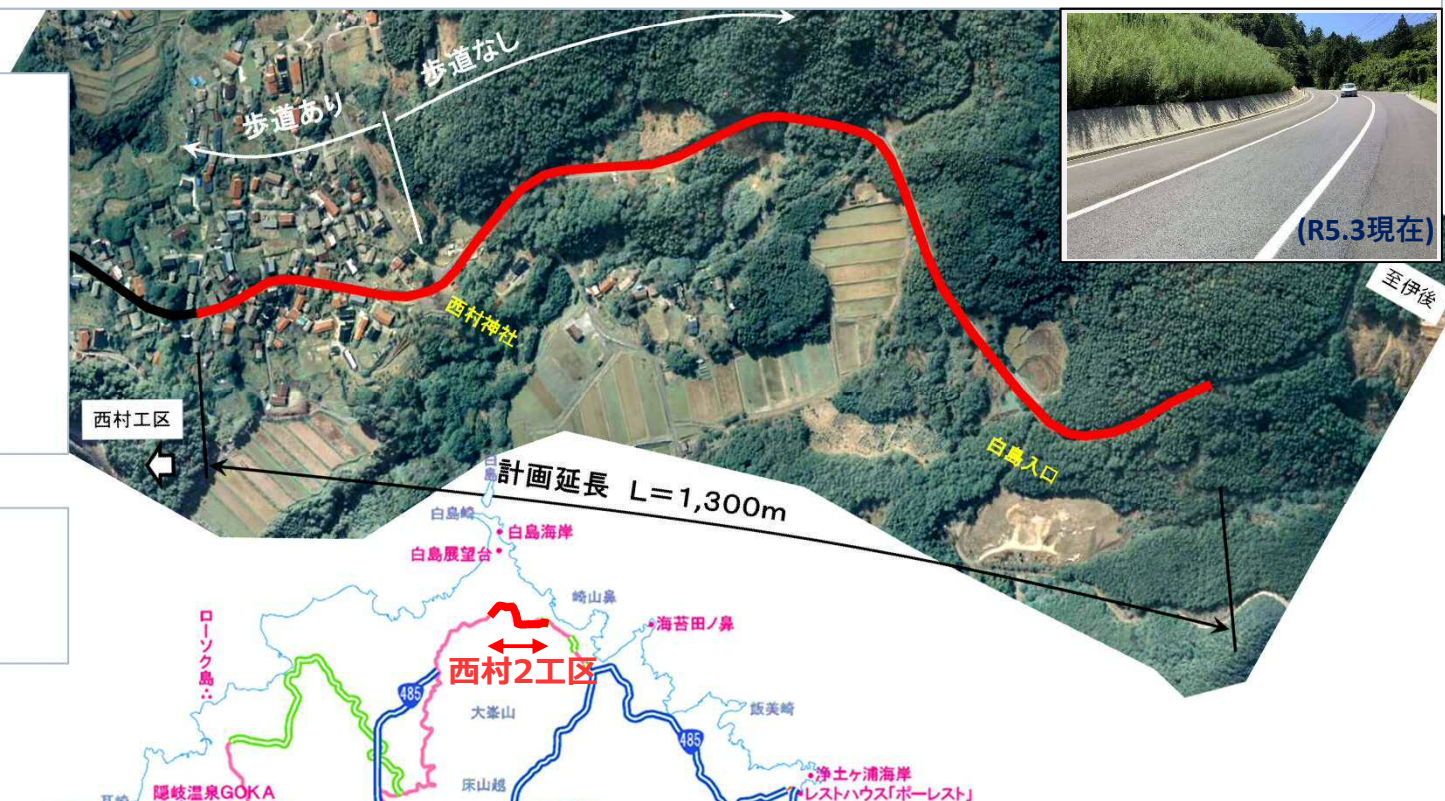 歩道なし
歩道あり
(R5.3現在)
至伊後
西村神社
西村工区
白島入口
計画延長 L=1,300m
白島
白島崎
白島海岸
白島展望台
崎山鼻
海苔田ノ鼻
ローソク島
西村2工区
485
大峯山
飯美崎
485
床山越
浄土ヶ浦海岸
隠岐温泉GOKA
レストハウス「ポーレスト」